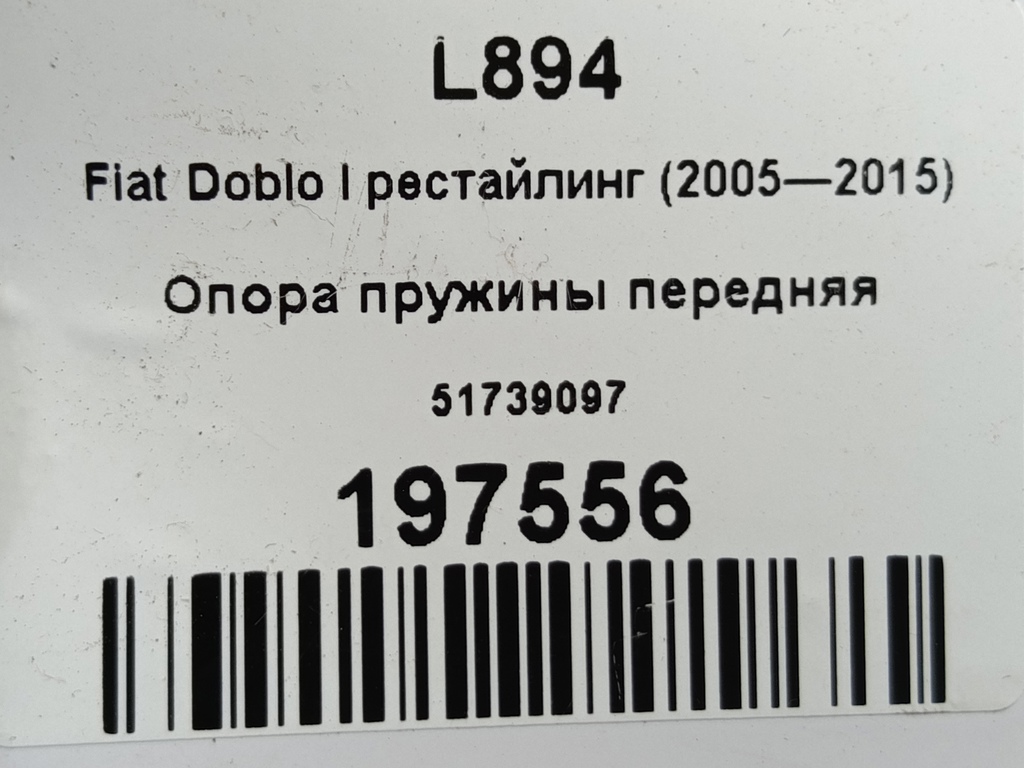 L894
Fiat Doblo I рестайлинг (2005—2015)
Опора пружины передняя
51739097
197556